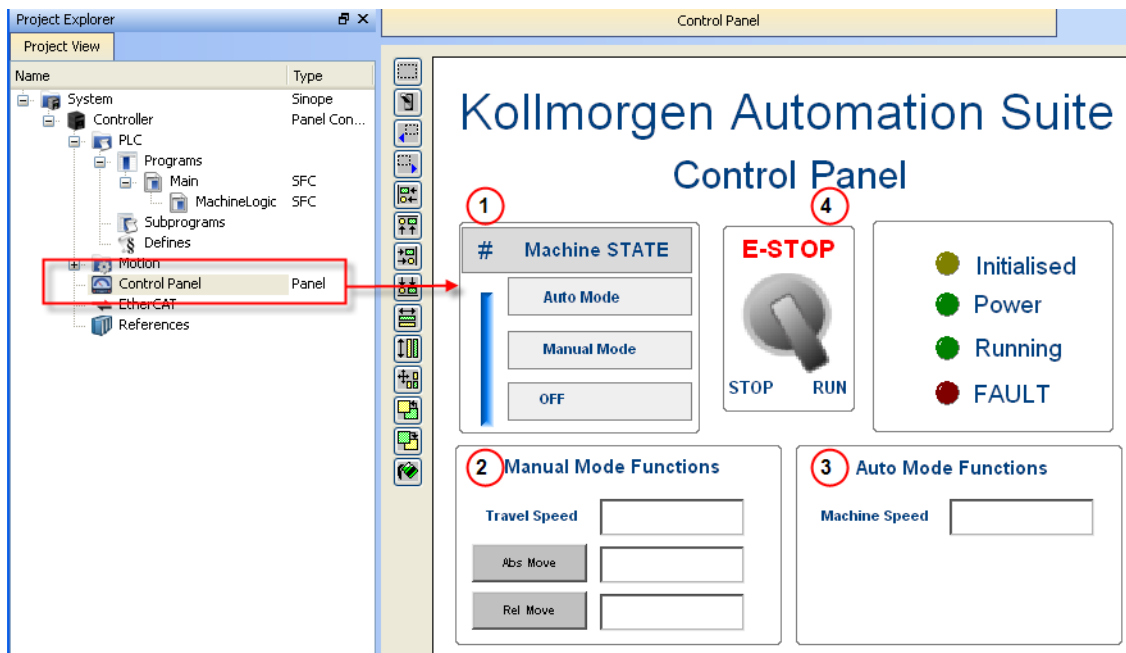 Project Explorer
Project View
Name Type
System Sinope
Controller Panel Con...
PLC
Programs
Main SFC
MachineLogic SFC
Subprograms
§ Defines
Motion
Control Panel Panel
EtherCAT
References
Control Panel
Kollmorgen Automation Suite
Control Panel
1
# Machine STATE
Auto Mode
Manual Mode
OFF
4
E-STOP
STOP RUN
Initialised
Power
Running
FAULT
2 Manual Mode Functions
Travel Speed
Abs Move
Rel Move
3 Auto Mode Functions
Machine Speed